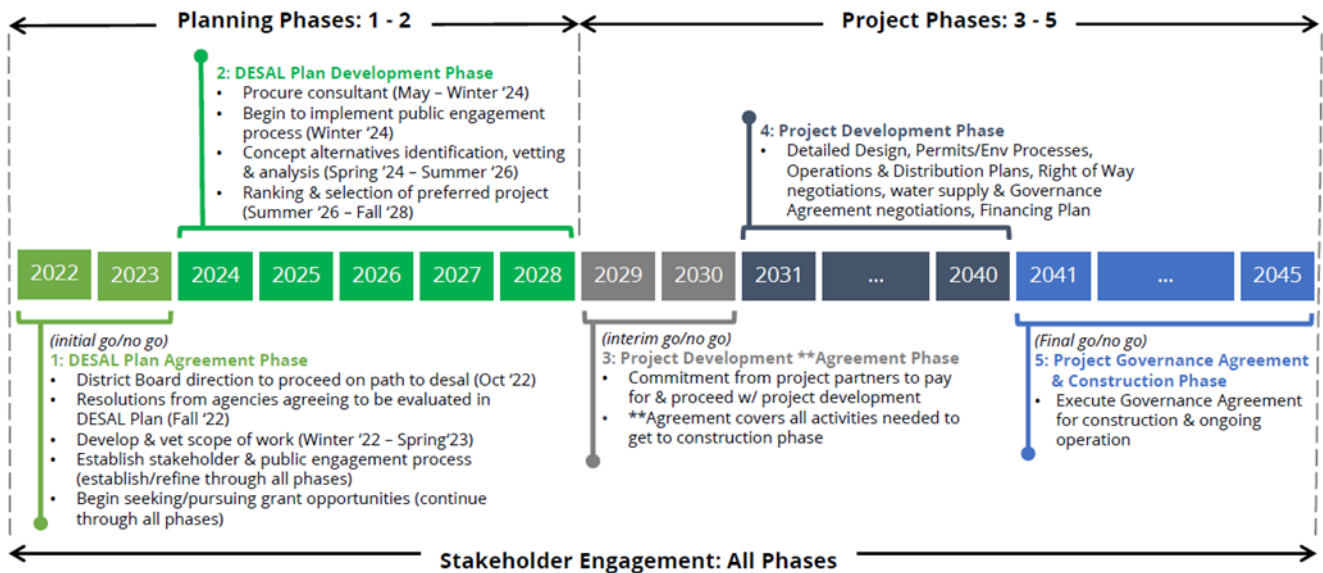 Planning Phases: 1 - 2
Project Phases: 3 - 5
2: DESAL Plan Development Phase
• Procure consultant (May – Winter ‘24)
• Begin to implement public engagement
process (Winter ‘24)
• Concept alternatives identification, vetting
& analysis (Spring ‘24 – Summer ‘26)
• Ranking & selection of preferred project
(Summer ‘26 – Fall ‘28)
4: Project Development Phase
• Detailed Design, Permits/Env Processes,
Operations & Distribution Plans, Right of Way
negotiations, water supply & Governance
Agreement negotiations, Financing Plan
2022 2023 2024 2025 2026 2027 2028 2029 2030 2031 ... 2040 2041 ... 2045
(initial go/no go)
1: DESAL Plan Agreement Phase
• District Board direction to proceed on path to desal (Oct ‘22)
• Resolutions from agencies agreeing to be evaluated in
DESAL Plan (Fall ‘22)
• Develop & vet scope of work (Winter ‘22 – Spring‘23)
• Establish stakeholder & public engagement process
(establish/refine through all phases)
• Begin seeking/pursuing grant opportunities (continue
through all phases)
(interim go/no go)
3: Project Development **Agreement Phase
• Commitment from project partners to pay
for & proceed w/ project development
• **Agreement covers all activities needed to
get to construction phase
(Final go/no go)
5: Project Governance Agreement
& Construction Phase
• Execute Governance Agreement
for construction & ongoing
operation
Stakeholder Engagement: All Phases